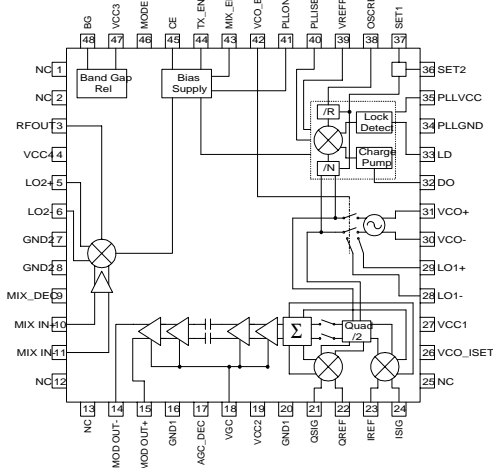 BG
VCC3
MODE
CE
TX_EN
MIX_E
VCO_E
PLLON
PLLISE
VREFF
OSCRE
SET1
48
47
46
45
44
43
42
41
40
39
38
37
NC 1
NC 2
RFOUT 3
VCC4 4
LO2+ 5
LO2- 6
GND2 7
GND2 8
MIX_DEC 9
MIX IN+ 10
MIX IN- 11
NC 12
Band Gap
Rel
Bias
Supply
/R
Lock
Detect
Charge
Pump
/N
Σ
Quad
/2
36 SET2
35 PLLVCC
34 PLLGND
33 LD
32 DO
31 VCO+
30 VCO-
29 LO1+
28 LO1-
27 VCC1
26 VCO_ISET
25 NC
13
14
15
16
17
18
19
20
21
22
23
24
NC
MOD OUT-
MOD OUT+
GND1
AGC_DEC
VGC
VCC2
GND1
QSIG
QREF
IREF
ISIG